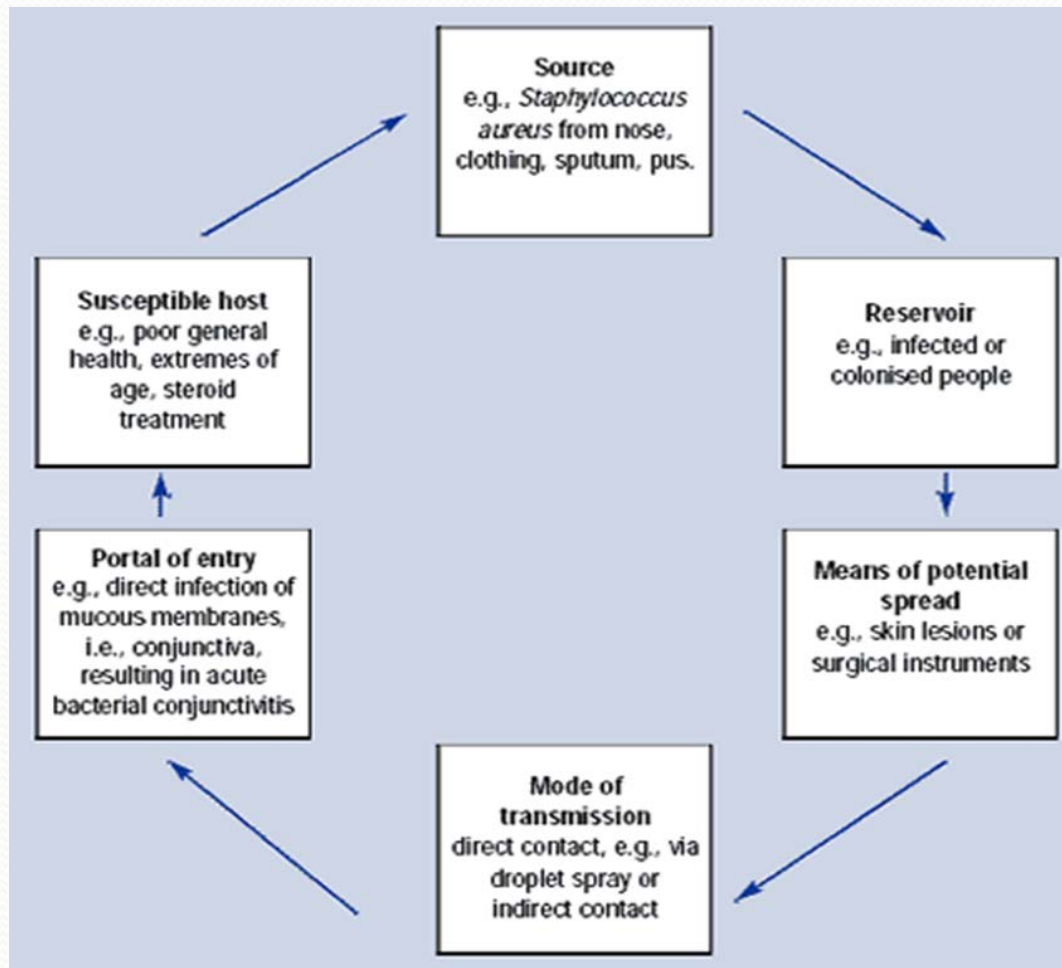 Source
e.g., Staphylococcus
aureus from nose,
clothing, sputum, pus.
Reservoir
e.g., infected or
colonised people
Means of potential
spread
e.g., skin lesions or
surgical instruments
Mode of
transmission
direct contact, e.g., via
droplet spray or
indirect contact
Portal of entry
e.g., direct infection of
mucous membranes,
i.e., conjunctiva,
resulting in acute
bacterial conjunctivitis
Susceptible host
e.g., poor general
health, extremes of
age, steroid
treatment